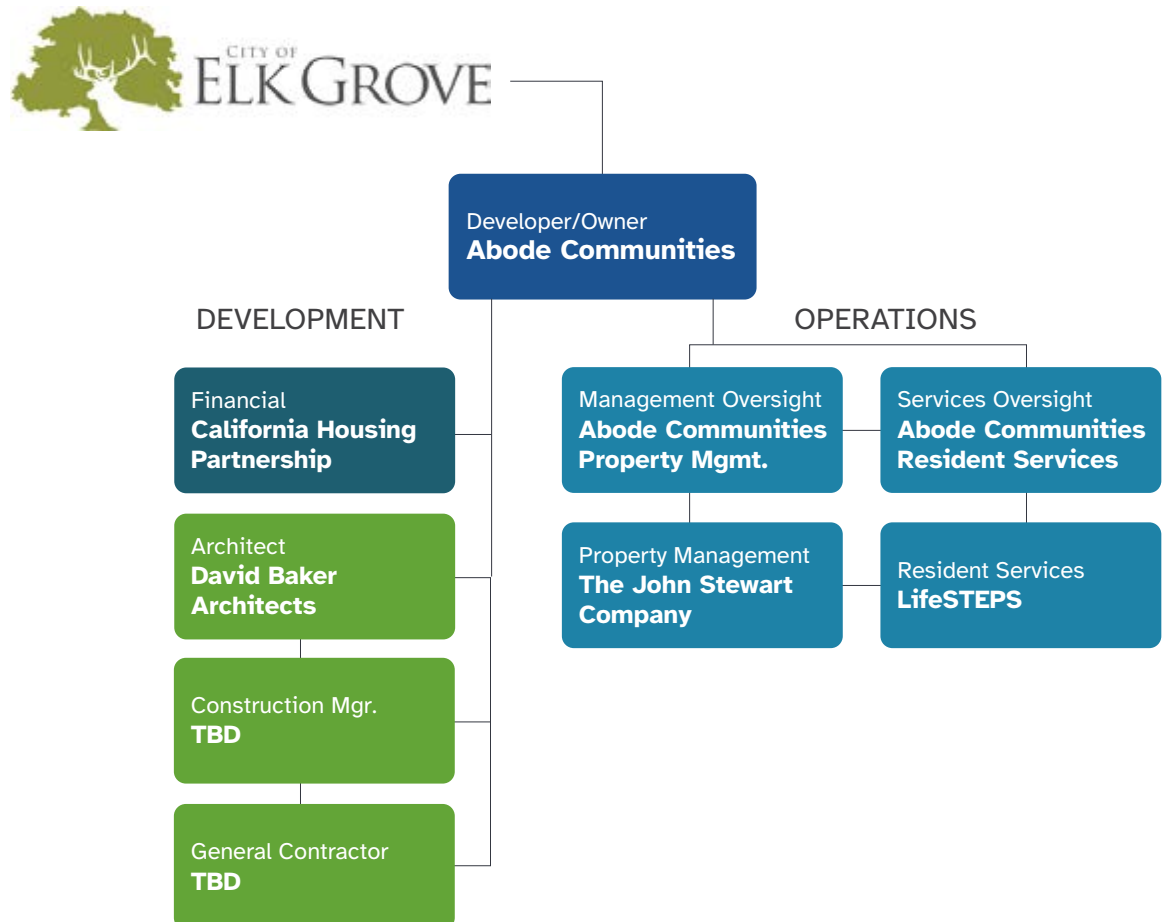 CITY OF
ELK GROVE
Developer/Owner
Abode Communities
DEVELOPMENT
OPERATIONS
Financial
California Housing
Partnership
Management Oversight
Abode Communities
Property Mgmt.
Services Oversight
Abode Communities
Resident Services
Architect
David Baker
Architects
Property Management
The John Stewart
Company
Resident Services
LifeSTEPS
Construction Mgr.
TBD
General Contractor
TBD